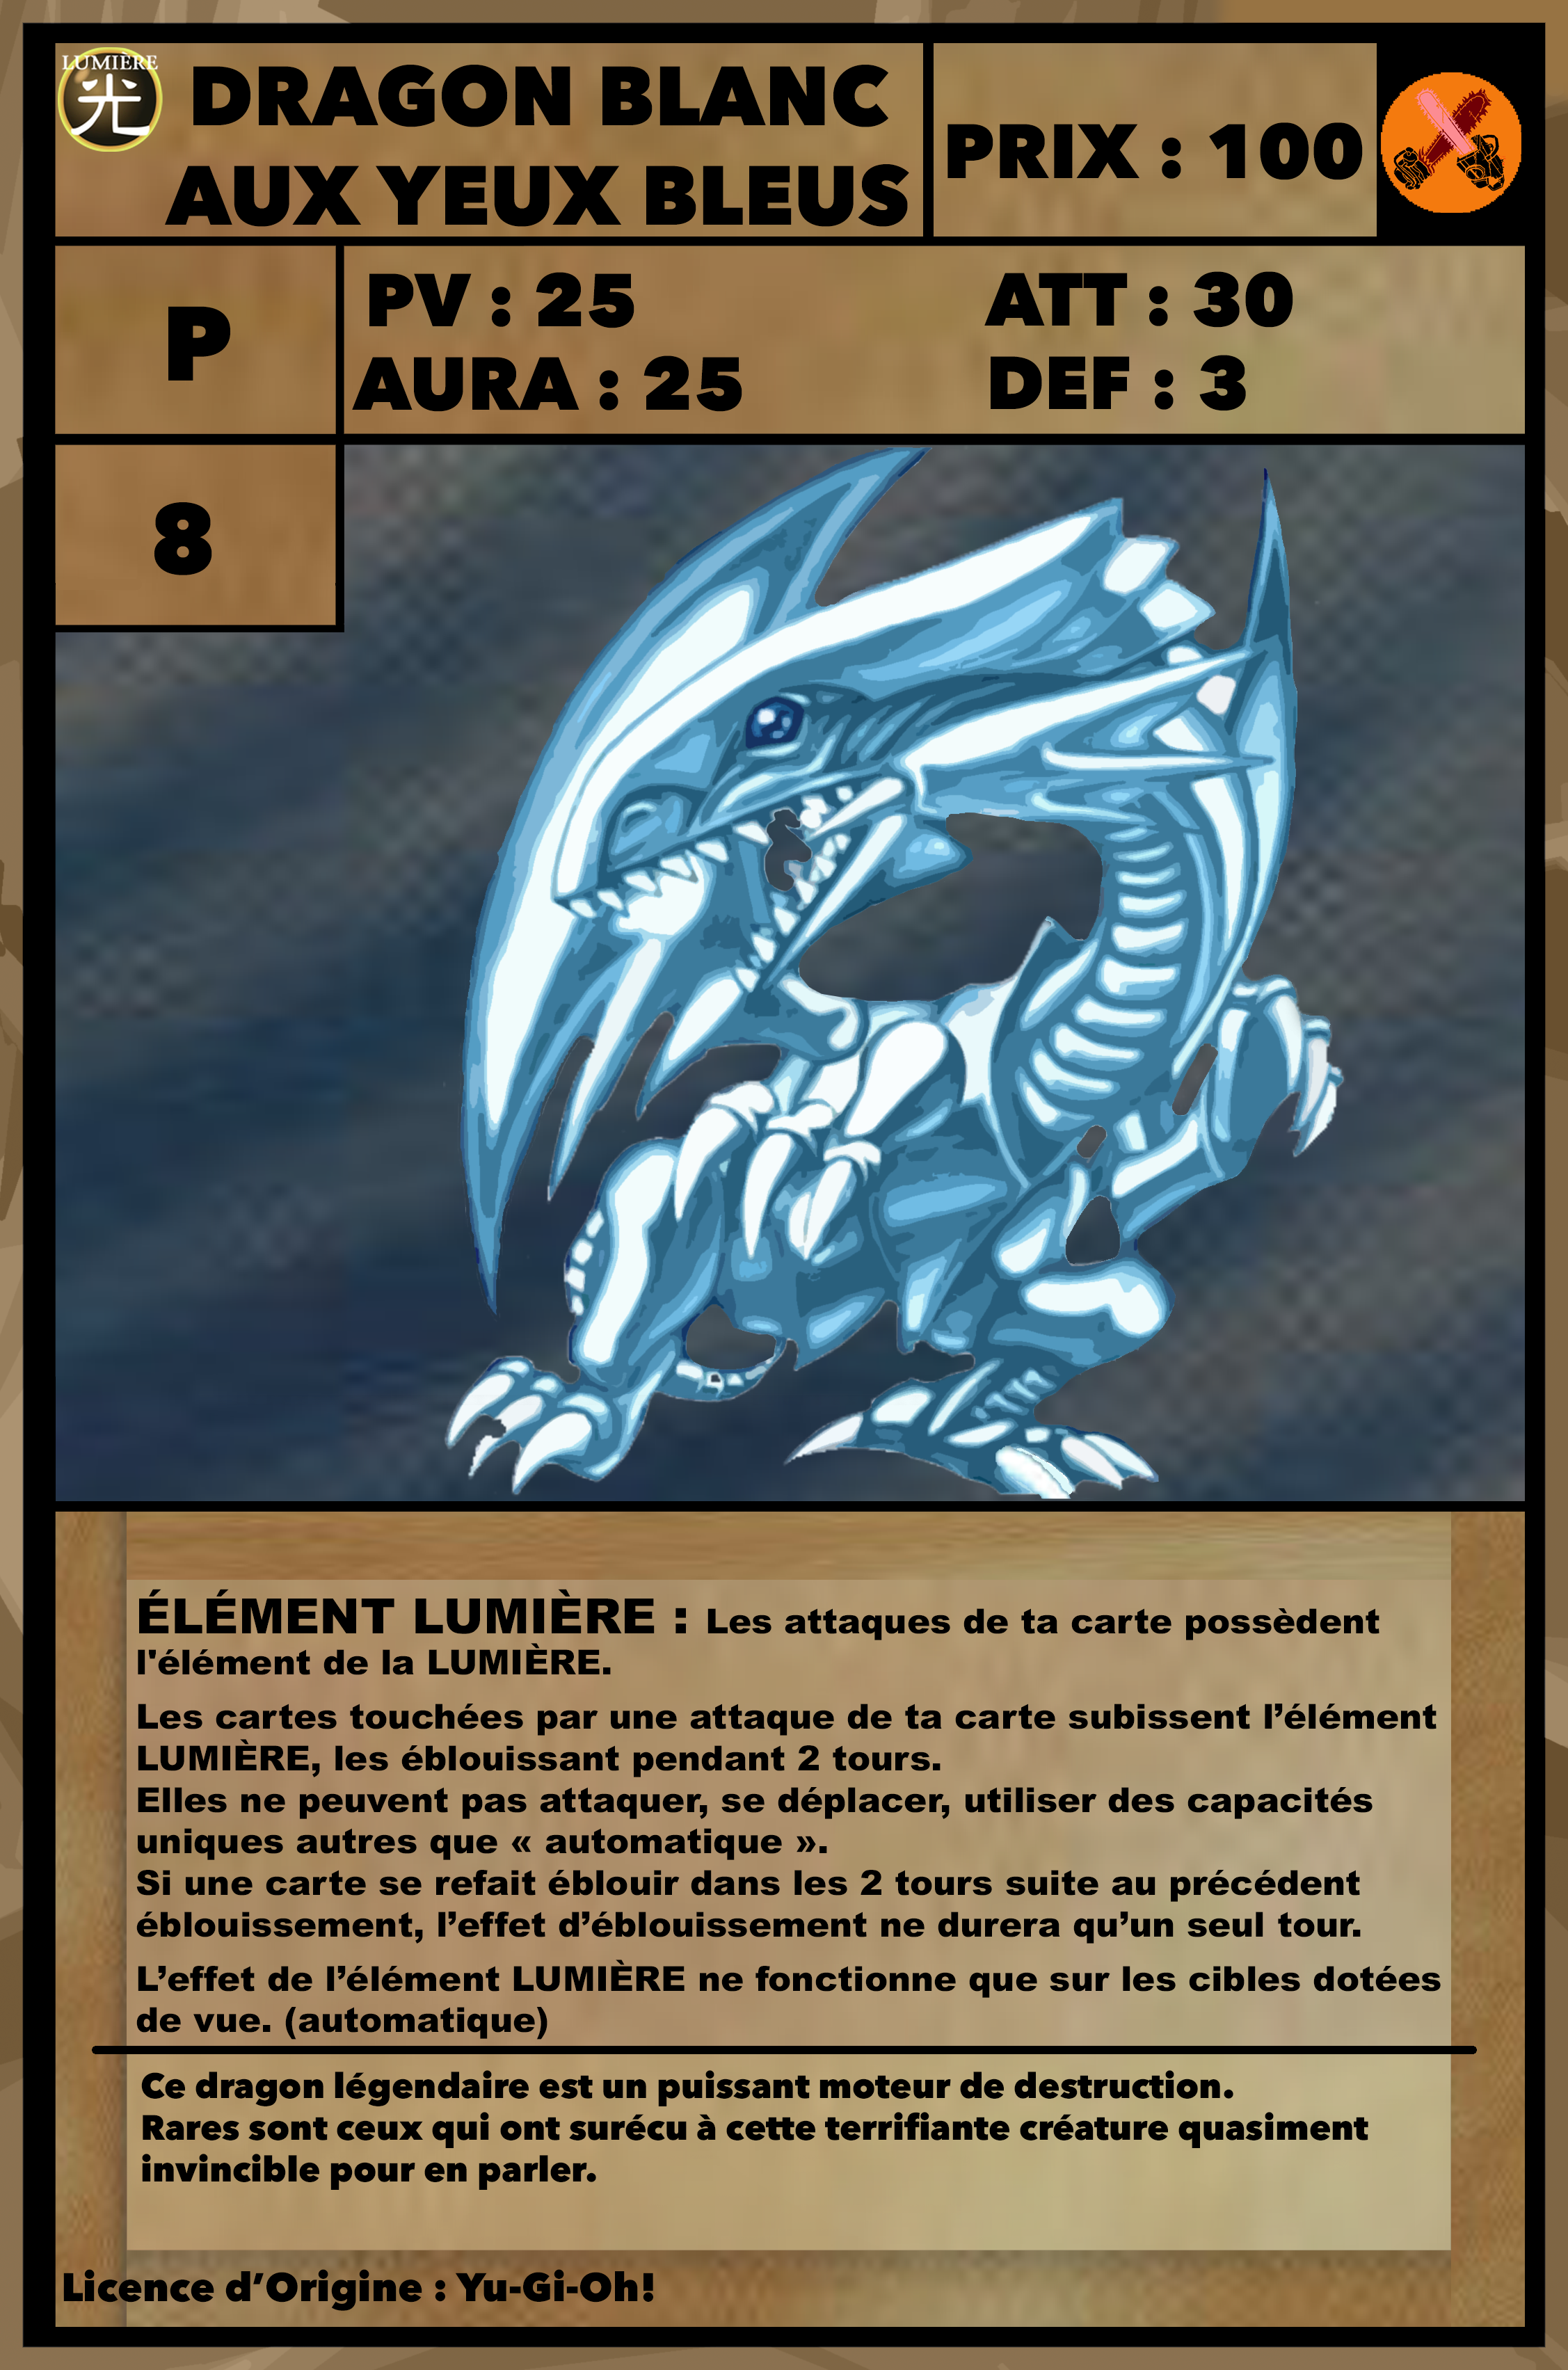 LUMIÈRE
光
DRAGON BLANC
AUX YEUX BLEUS
PRIX : 100
P
PV : 25
ATT : 30
AURA : 25
DEF : 3
8
ÉLÉMENT LUMIÈRE : Les attaques de ta carte possèdent
l'élément de la LUMIÈRE.
Les cartes touchées par une attaque de ta carte subissent l’élément
LUMIÈRE, les éblouissant pendant 2 tours.
Elles ne peuvent pas attaquer, se déplacer, utiliser des capacités
uniques autres que « automatique ».
Si une carte se refait éblouir dans les 2 tours suite au précédent
éblouissement, l’effet d’éblouissement ne durera qu’un seul tour.
L’effet de l’élément LUMIÈRE ne fonctionne que sur les cibles dotées
de vue. (automatique)
Ce dragon légendaire est un puissant moteur de destruction.
Rares sont ceux qui ont surécu à cette terrifiante créature quasiment
invincible pour en parler.
Licence d’Origine : Yu-Gi-Oh!